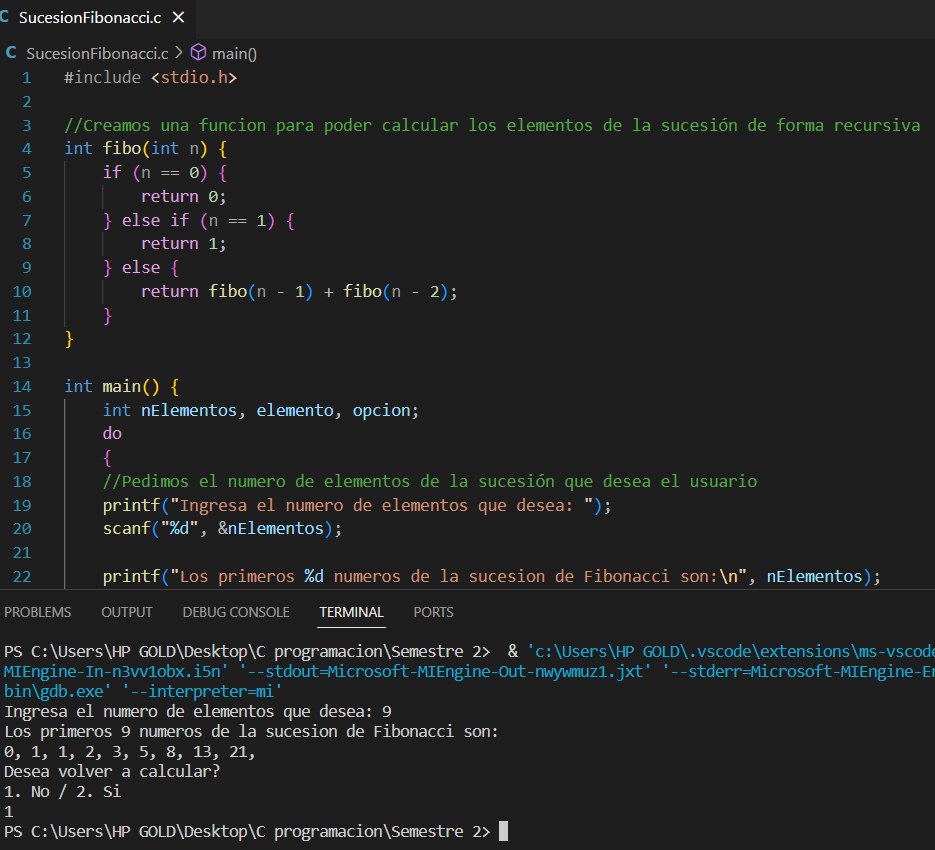 SucesionFibonacci.c
SucesionFibonacci.c > main()
1 #include <stdio.h>
2
3 //Creamos una funcion para poder calcular los elementos de la sucesión de forma recursiva
4 int fibo(int n) {
5 if (n == 0) {
6 return 0;
7 } else if (n == 1) {
8 return 1;
9 } else {
10 return fibo(n - 1) + fibo(n - 2);
11 }
12 }
13
14 int main() {
15 int nElementos, elemento, opcion;
16 do
17 {
18 //Pedimos el numero de elementos de la sucesión que desea el usuario
19 printf("Ingresa el numero de elementos que desea: ");
20 scanf("%d", &nElementos);
21
22 printf("Los primeros %d numeros de la sucesion de Fibonacci son:\n", nElementos);
PROBLEMS OUTPUT DEBUG CONSOLE TERMINAL PORTS
PS C:\Users\HP GOLD\Desktop\C programacion\Semestre 2> & 'c:\Users\HP GOLD\.vscode\extensions\ms-vscode
MIEngine-In-n3vv1obx.i5n' '--stdout=Microsoft-MIEngine-Out-nwywmuz1.jxt' '--stderr=Microsoft-MIEngine-Er
bin\gdb.exe' '--interpreter=mi'
Ingresa el numero de elementos que desea: 9
Los primeros 9 numeros de la sucesion de Fibonacci son:
0, 1, 1, 2, 3, 5, 8, 13, 21,
Desea volver a calcular?
1. No / 2. Si
1
PS C:\Users\HP GOLD\Desktop\C programacion\Semestre 2>